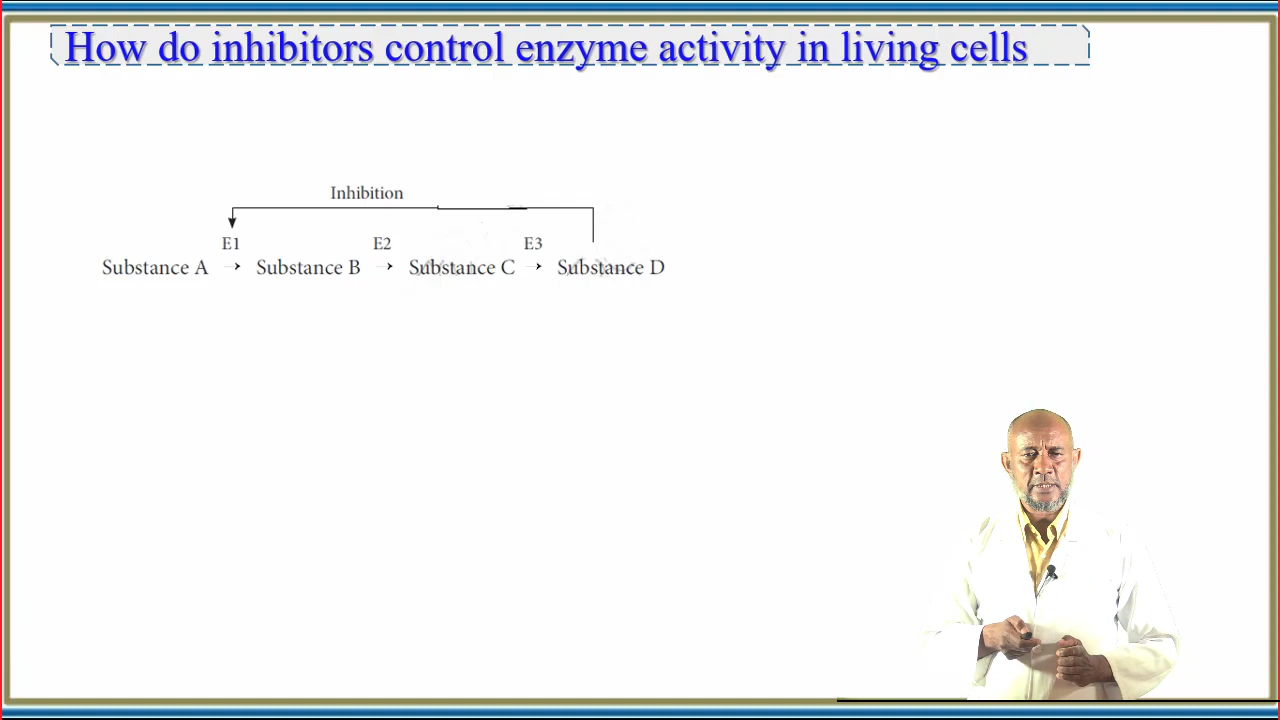 How do inhibitors control enzyme activity in living cells
Inhibition
E1 E2 E3
Substance A → Substance B → Substance C → Substance D